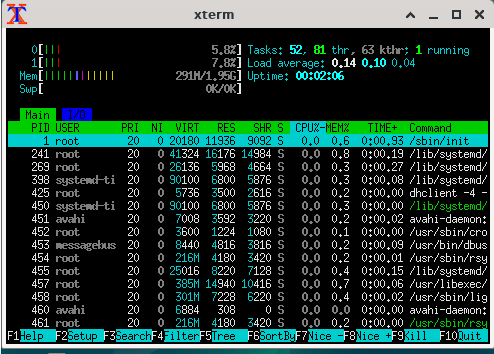 xterm
0[||| 5.8%] Tasks: 52, 81 thr, 63 kthr; 1 running
1[||| 7.8%] Load average: 0.14 0.10 0.04
Mem[||||||||||||| 291M/1.95G] Uptime: 00:02:06
Swp[ 0K/0K]
Main I/O
PID USER PRI NI VIRT RES SHR S CPU%-MEM% TIME+ Command
1 root 20 0 20180 11936 9092 S 0.0 0.6 0:00.93 /sbin/init
241 root 20 0 41324 16176 14984 S 0.0 0.8 0:00.19 /lib/systemd/
269 root 20 0 26136 5968 4664 S 0.0 0.3 0:00.27 /lib/systemd/
398 systemd-ti 20 0 90100 6800 5876 S 0.0 0.3 0:00.08 /lib/systemd/
425 root 20 0 5736 3500 2616 S 0.0 0.2 0:00.00 dhclient -4 -
450 systemd-ti 20 0 90100 6800 5876 S 0.0 0.3 0:00.00 /lib/systemd/
451 avahi 20 0 7008 3592 3220 S 0.0 0.2 0:00.02 avahi-daemon:
452 root 20 0 3600 1224 1080 S 0.0 0.1 0:00.00 /usr/sbin/cro
453 messagebus 20 0 8440 4816 3816 S 0.0 0.2 0:00.09 /usr/bin/dbus
454 root 20 0 216M 4180 3420 S 0.0 0.2 0:00.01 /usr/sbin/rsy
455 root 20 0 25016 8220 7128 S 0.0 0.4 0:00.15 /lib/systemd/
457 root 20 0 385M 14940 10416 S 0.0 0.7 0:00.26 /usr/libexec/
458 root 20 0 301M 7228 6220 S 0.0 0.4 0:00.02 /usr/sbin/lig
460 avahi 20 0 6884 308 0 S 0.0 0.0 0:00.00 avahi-daemon:
461 root 20 0 216M 4180 3420 S 0.0 0.2 0:00.00 /usr/sbin/rsy
F1Help F2Setup F3SearchF4FilterF5Tree F6SortByF7Nice -F8Nice +F9Kill F10Quit